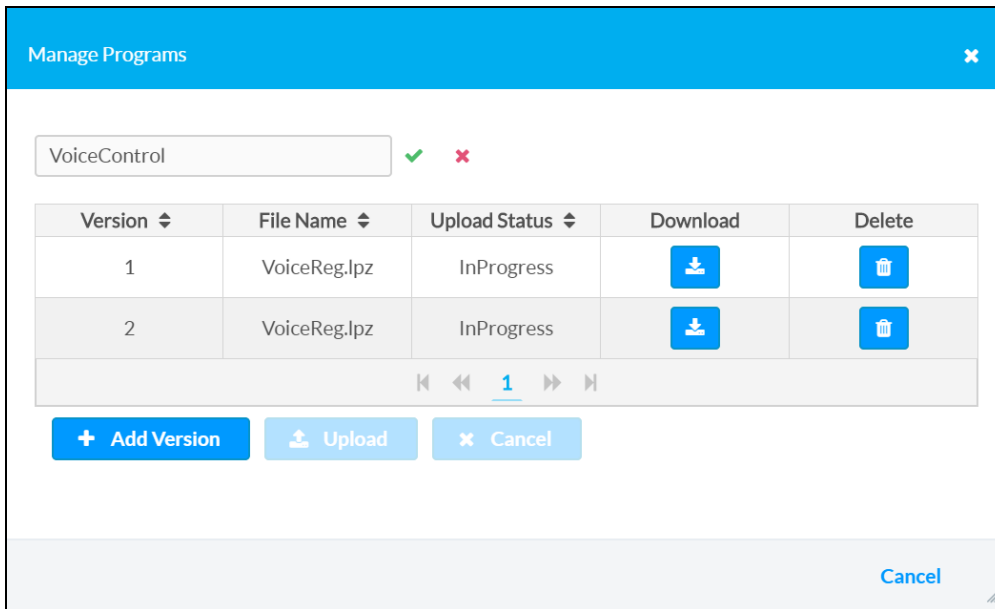 Manage Programs
VoiceControl
Version File Name Upload Status Download Delete
1 VoiceReg.lpz InProgress
2 VoiceReg.lpz InProgress
1
Add Version Upload Cancel
Cancel